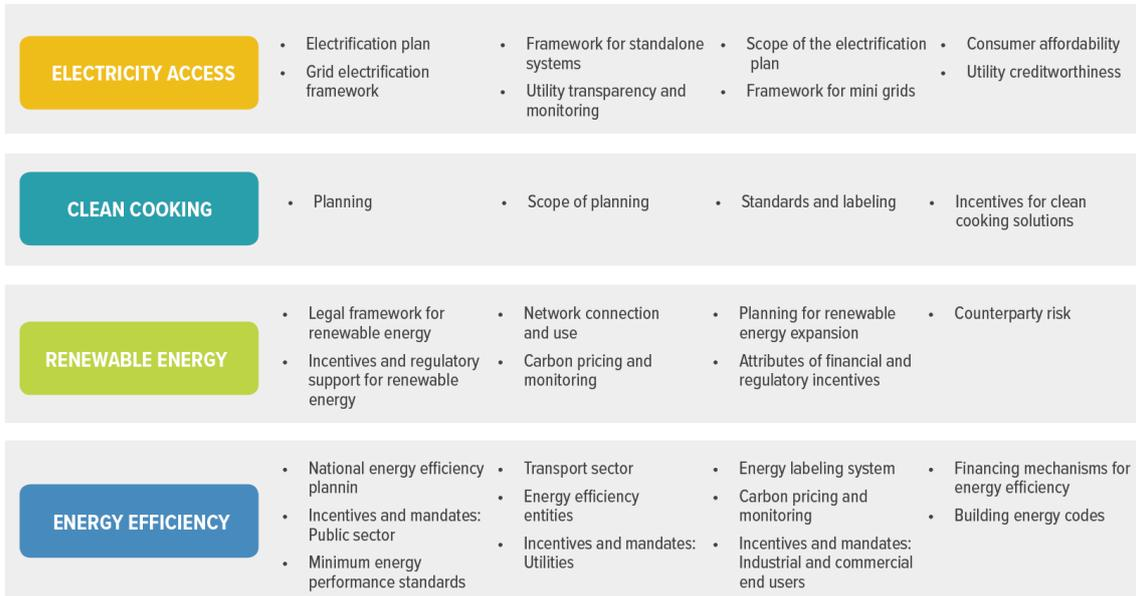 ELECTRICITY ACCESS
• Electrification plan
• Grid electrification
framework
• Framework for standalone
systems
• Utility transparency and
monitoring
• Scope of the electrification
plan
• Framework for mini grids
• Consumer affordability
• Utility creditworthiness
CLEAN COOKING
• Planning
• Scope of planning
• Standards and labeling
• Incentives for clean
cooking solutions
RENEWABLE ENERGY
• Legal framework for
renewable energy
• Incentives and regulatory
support for renewable
energy
• Network connection
and use
• Carbon pricing and
monitoring
• Planning for renewable
energy expansion
• Attributes of financial and
regulatory incentives
• Counterparty risk
ENERGY EFFICIENCY
• National energy efficiency
plannin
• Incentives and mandates:
Public sector
• Minimum energy
performance standards
• Transport sector
• Energy efficiency
entities
• Incentives and mandates:
Utilities
• Energy labeling system
• Carbon pricing and
monitoring
• Incentives and mandates:
Industrial and commercial
end users
• Financing mechanisms for
energy efficiency
• Building energy codes